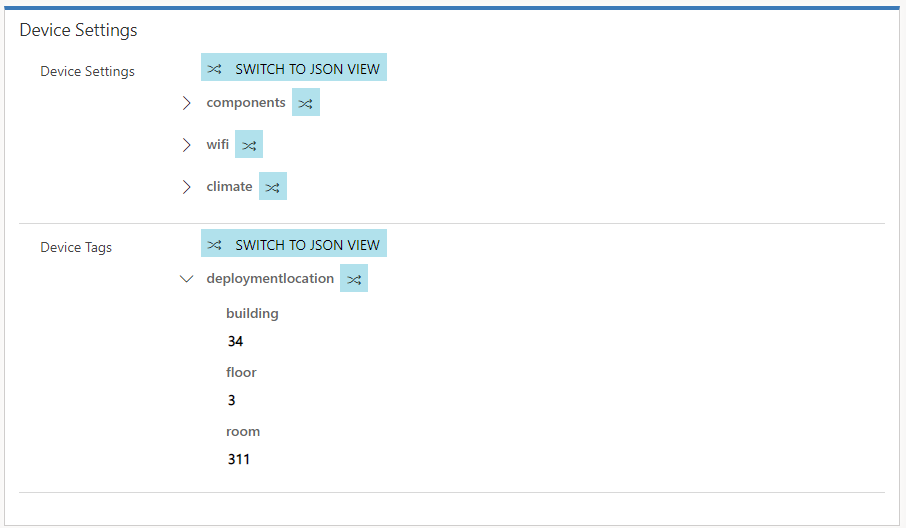 Device Settings
Device Settings
SWITCH TO JSON VIEW
components
wifi
climate
Device Tags
SWITCH TO JSON VIEW
deploymentlocation
building
34
floor
3
room
311